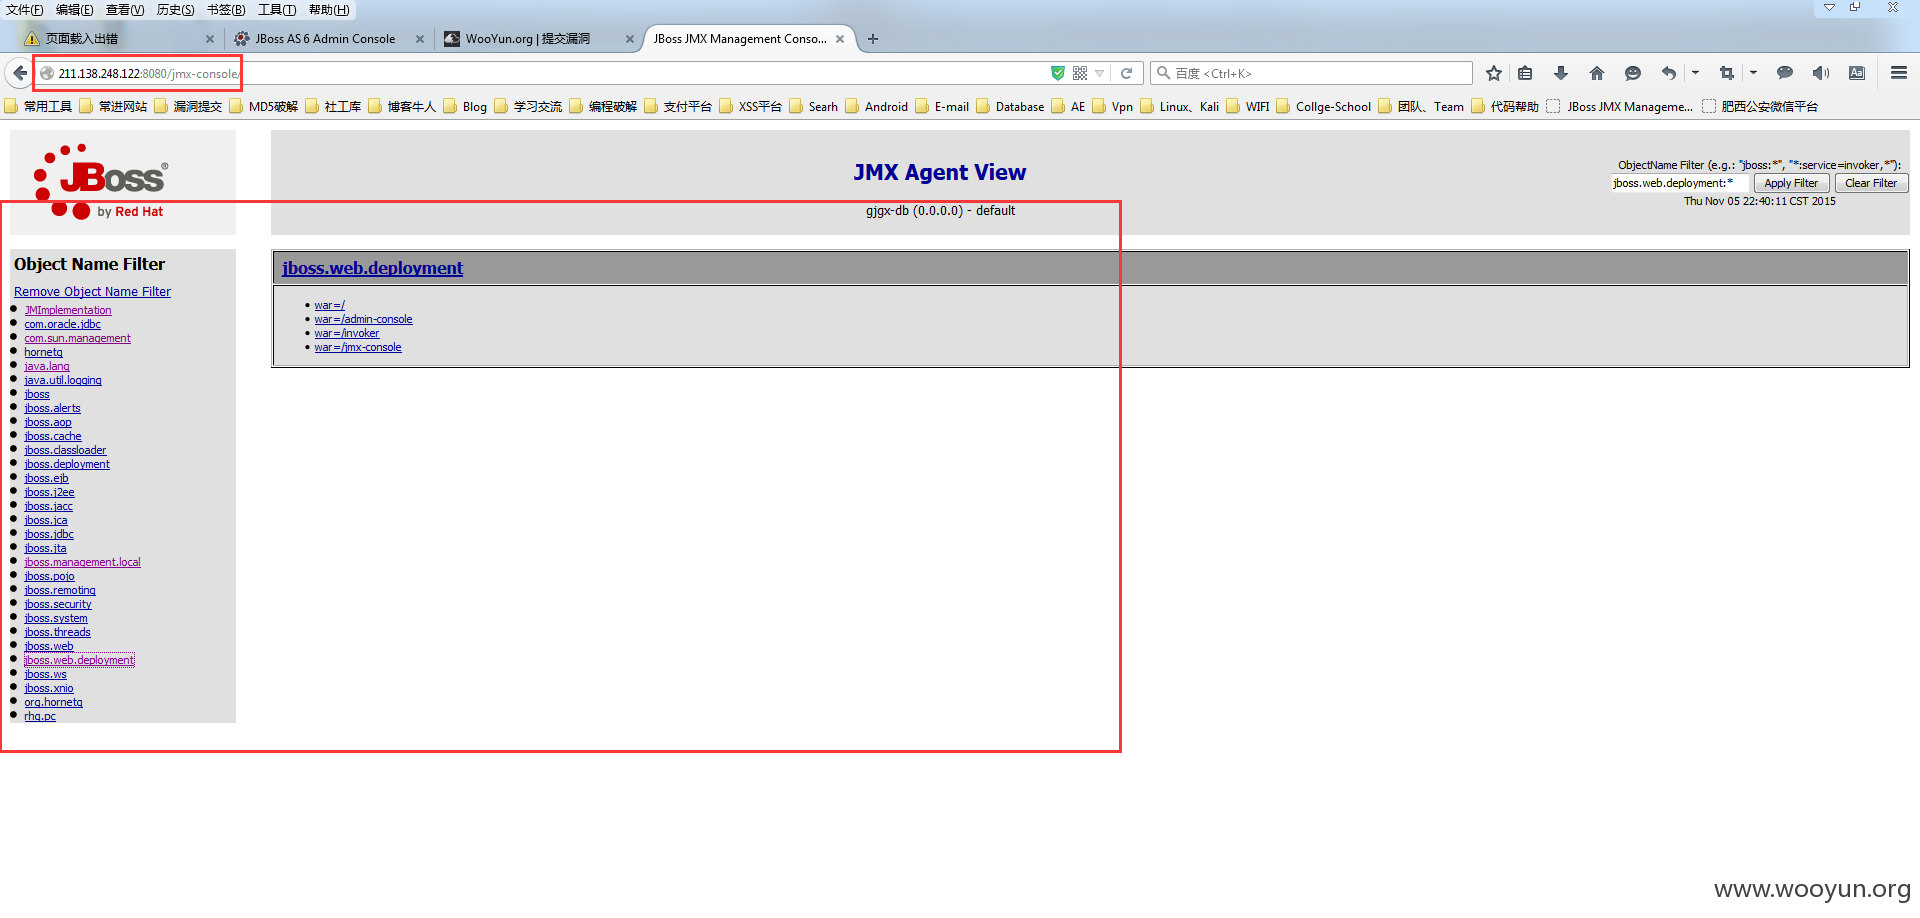 文件(F) 编辑(E) 查看(V) 历史(S) 书签(B) 工具(T) 帮助(H)
页面载入出错 JBoss AS 6 Admin Console WooYun.org | 提交漏洞 JBoss JMX Management Conso...
211.138.248.122:8080/jmx-console/ 百度 <Ctrl+K>
常用工具 常进网站 漏洞提交 MD5破解 社工库 博客牛人 Blog 学习交流 编程破解 支付平台 XSS平台 Searh Android E-mail Database AE Vpn Linux、Kali WIFI Collge-School 团队、Team 代码帮助 JBoss JMX Manageme... 肥西公安微信平台
JBoss®
by Red Hat
JMX Agent View
gjgx-db (0.0.0.0) - default
ObjectName Filter (e.g.: "jboss:*", "*:service=invoker,*"):
jboss.web.deployment:* Apply Filter Clear Filter
Thu Nov 05 22:40:11 CST 2015
Object Name Filter
Remove Object Name Filter
JMImplementation
com.oracle.jdbc
com.sun.management
hornetq
java.lang
java.util.logging
jboss
jboss.alerts
jboss.aop
jboss.cache
jboss.classloader
jboss.deployment
jboss.ejb
jboss.j2ee
jboss.jacc
jboss.jca
jboss.jdbc
jboss.jta
jboss.management.local
jboss.pojo
jboss.remoting
jboss.security
jboss.system
jboss.threads
jboss.web
jboss.web.deployment
jboss.ws
jboss.xnio
org.hornetq
rhq.pc
jboss.web.deployment
war=/
war=/admin-console
war=/invoker
war=/jmx-console
www.wooyun.org